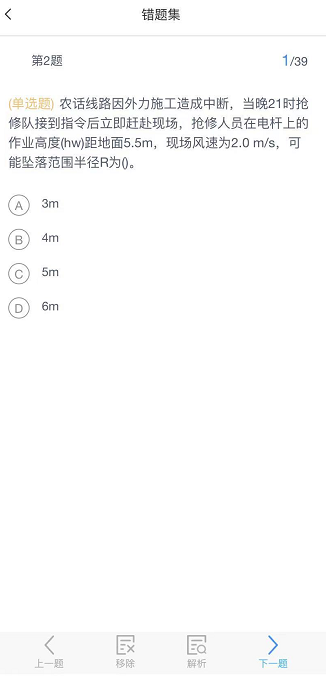 错题集
第2题
1/39
(单选题) 农话线路因外力施工造成中断，当晚21时抢
修队接到指令后立即赶赴现场，抢修人员在电杆上的
作业高度(hw)距地面5.5m，现场风速为2.0 m/s，可
能坠落范围半径R为()。
A 3m
B 4m
C 5m
D 6m
上一题 移除 解析 下一题